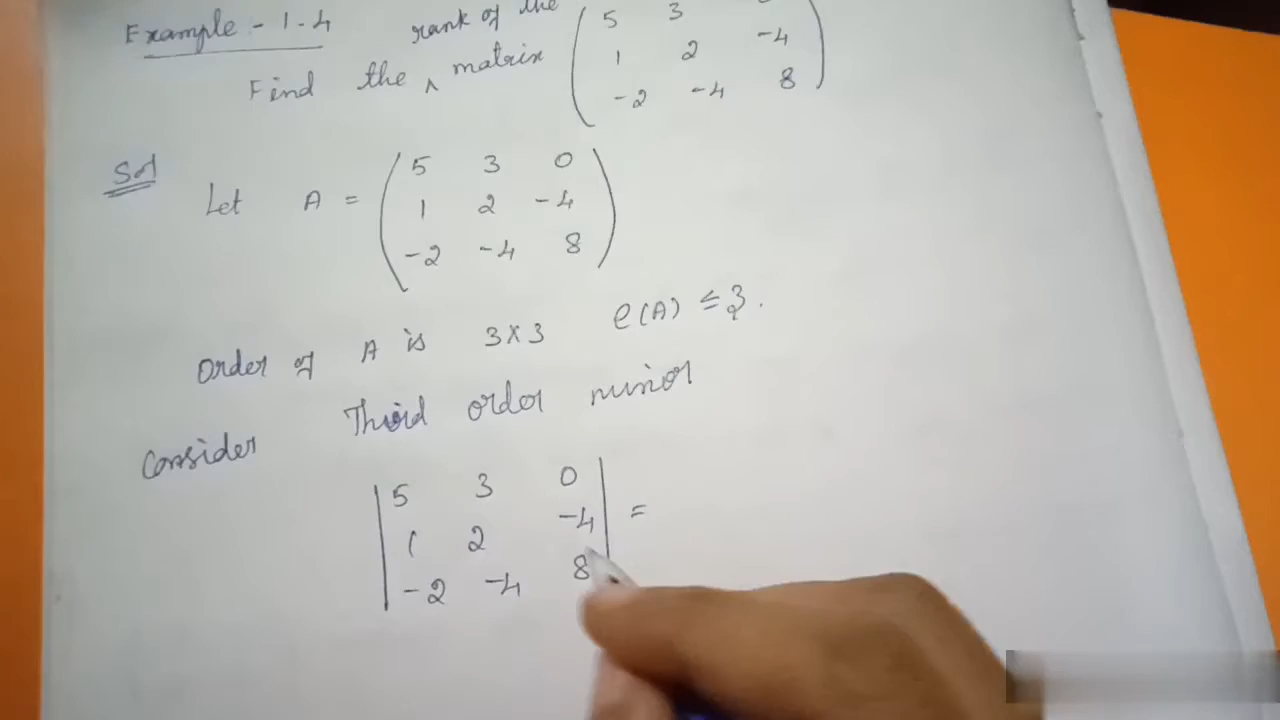 Example - 1.4
Find the ∧ rank of the matrix
5 3
1 2 -4
-2 -4 8
Sol
Let A = 5 3 0
1 2 -4
-2 -4 8
Order of A is 3×3 ρ(A) ≤ 3.
Consider Third order minor
5 3 0
1 2 -4 =
-2 -4 8